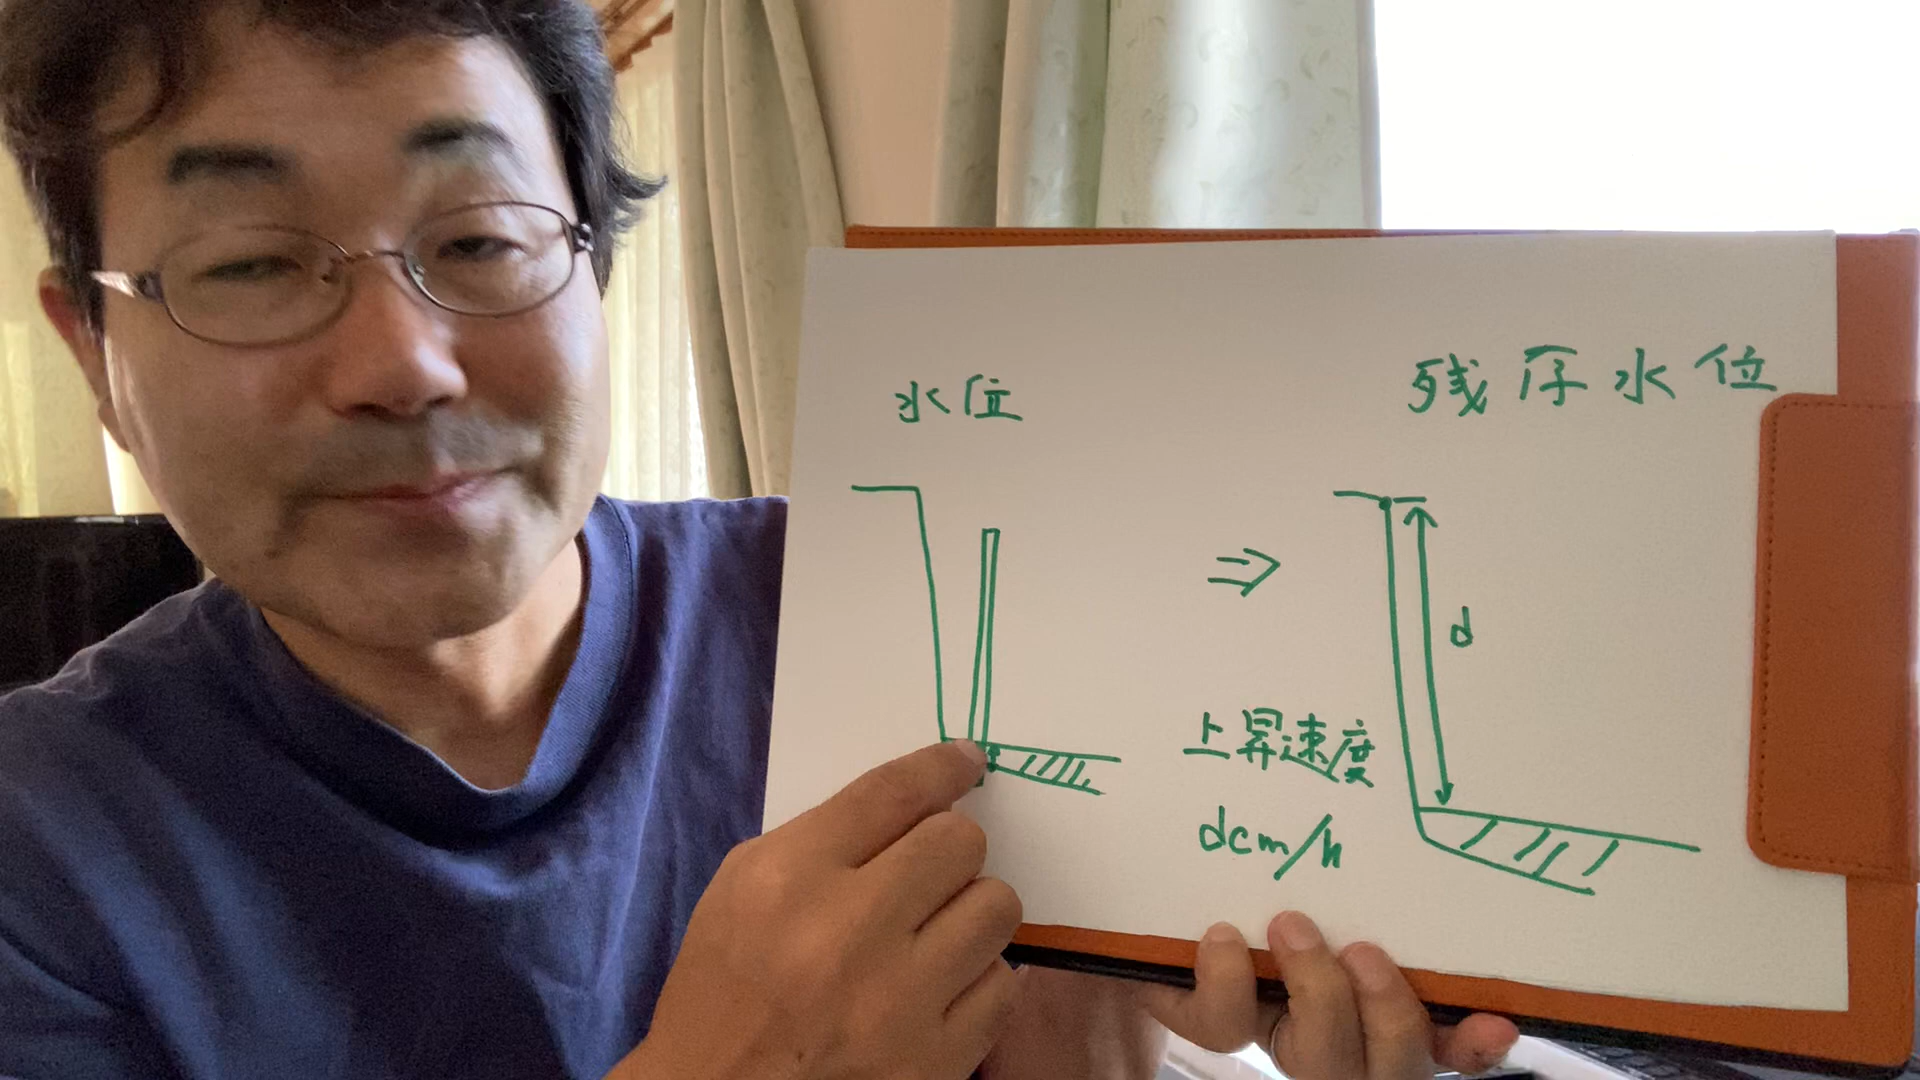 水位
残存水位
d
上昇速度
dcm/h